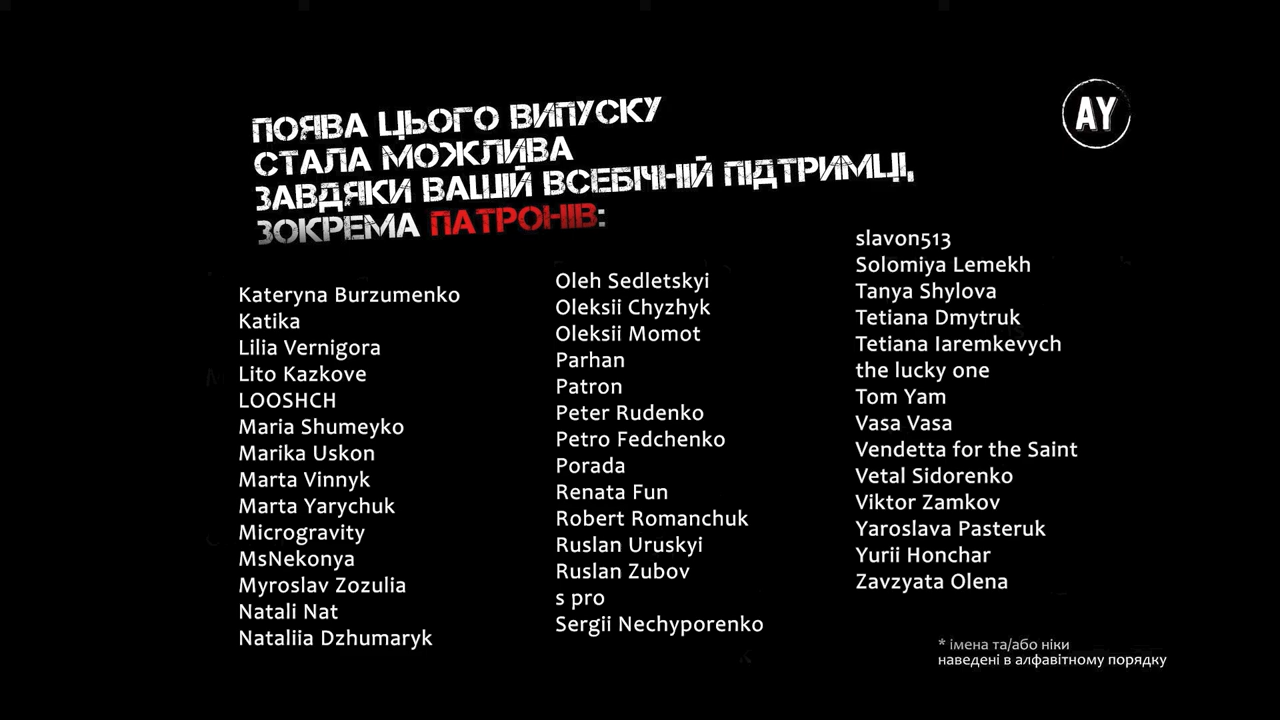 ПОЯВА ЦЬОГО ВИПУСКУ
СТАЛА МОЖЛИВА
ЗАВДЯКИ ВАШІЙ ВСЕБІЧНІЙ ПІДТРИМЦІ,
ЗОКРЕМА ПАТРОНІВ:
AY
Kateryna Burzumenko
Katika
Lilia Vernigora
Lito Kazkove
LOOSHCH
Maria Shumeyko
Marika Uskon
Marta Vinnyk
Marta Yarychuk
Microgravity
MsNekonya
Myroslav Zozulia
Natali Nat
Nataliia Dzhumaryk
Oleh Sedletskyi
Oleksii Chyzhyk
Oleksii Momot
Parhan
Patron
Peter Rudenko
Petro Fedchenko
Porada
Renata Fun
Robert Romanchuk
Ruslan Uruskyi
Ruslan Zubov
s pro
Sergii Nechyporenko
slavon513
Solomiya Lemekh
Tanya Shylova
Tetiana Dmytruk
Tetiana Iaremkevych
the lucky one
Tom Yam
Vasa Vasa
Vendetta for the Saint
Vetal Sidorenko
Viktor Zamkov
Yaroslava Pasteruk
Yurii Honchar
Zavzyata Olena
* імена та/або ніки
наведені в алфавітному порядку